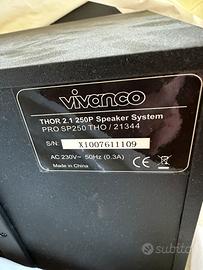 vivanco
THOR 2.1 250P Speaker System
PRO SP250 THO / 21344
S/N: X1007611109
AC 230V~ 50Hz (0.3A)
Made in China
CE
subito